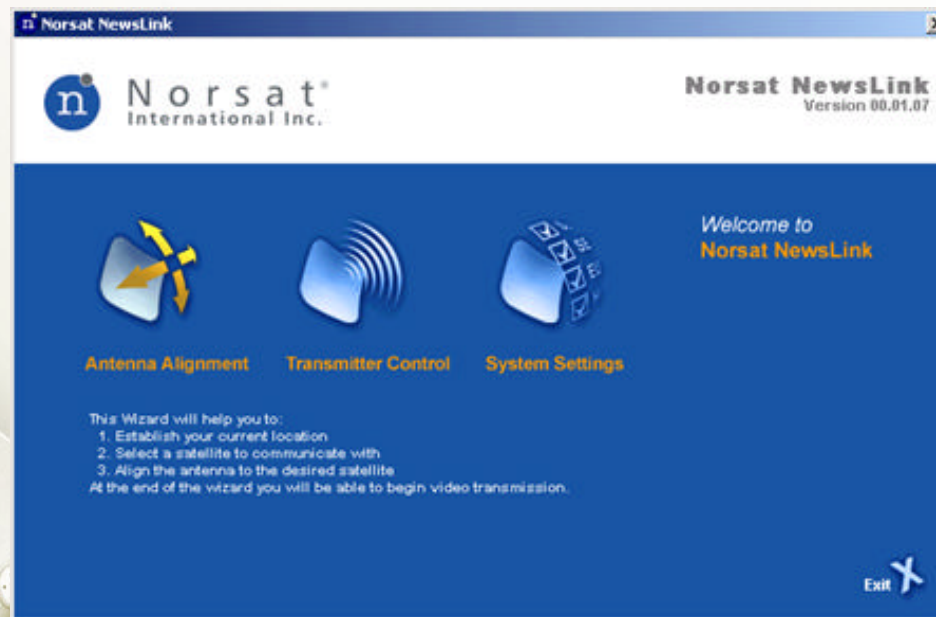 Norsat NewsLink
n Norsat®
International Inc.
Norsat NewsLink
Version 00.01.07
Welcome to
Norsat NewsLink
Antenna Alignment Transmitter Control System Settings
This Wizard will help you to:
1. Establish your current location
2. Select a satellite to communicate with
3. Align the antenna to the desired satellite
At the end of the wizard you will be able to begin video transmission.
Exit